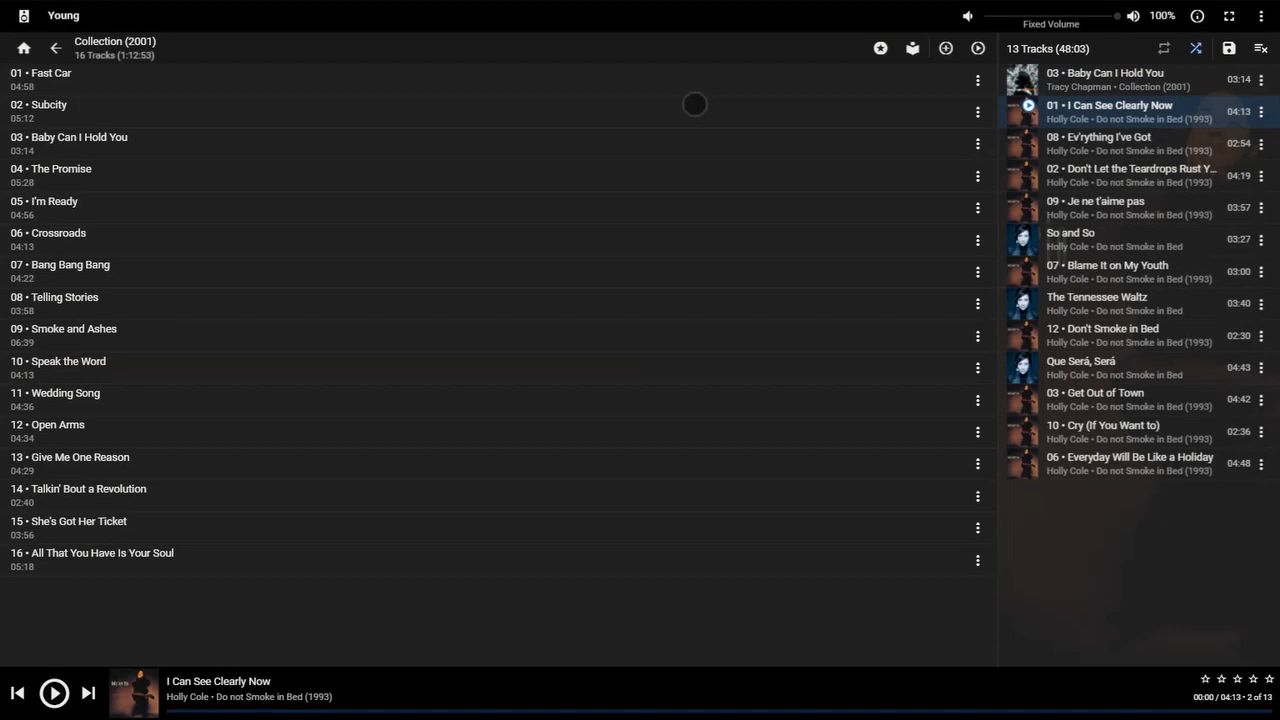 Young
100%
Fixed Volume
Collection (2001)
16 Tracks (1:12:53)
13 Tracks (48:03)
01 • Fast Car
04:58
02 • Subcity
05:12
03 • Baby Can I Hold You
03:14
04 • The Promise
05:28
05 • I'm Ready
04:56
06 • Crossroads
04:13
07 • Bang Bang Bang
04:22
08 • Telling Stories
03:58
09 • Smoke and Ashes
06:39
10 • Speak the Word
04:13
11 • Wedding Song
04:36
12 • Open Arms
04:34
13 • Give Me One Reason
04:29
14 • Talkin' Bout a Revolution
02:40
15 • She's Got Her Ticket
03:56
16 • All That You Have Is Your Soul
05:18
03 • Baby Can I Hold You
Tracy Chapman • Collection (2001)
03:14
01 • I Can See Clearly Now
Holly Cole • Do not Smoke in Bed (1993)
04:13
08 • Ev'rything I've Got
Holly Cole • Do not Smoke in Bed (1993)
02:54
02 • Don't Let the Teardrops Rust Y...
Holly Cole • Do not Smoke in Bed (1993)
04:19
09 • Je ne t'aime pas
Holly Cole • Do not Smoke in Bed (1993)
03:57
So and So
Holly Cole • Do not Smoke in Bed
03:27
07 • Blame It on My Youth
Holly Cole • Do not Smoke in Bed (1993)
03:00
The Tennessee Waltz
Holly Cole • Do not Smoke in Bed
03:40
12 • Don't Smoke in Bed
Holly Cole • Do not Smoke in Bed (1993)
02:30
Que Será, Será
Holly Cole • Do not Smoke in Bed
04:43
03 • Get Out of Town
Holly Cole • Do not Smoke in Bed (1993)
04:42
10 • Cry (If You Want to)
Holly Cole • Do not Smoke in Bed (1993)
02:36
06 • Everyday Will Be Like a Holiday
Holly Cole • Do not Smoke in Bed (1993)
04:48
I Can See Clearly Now
Holly Cole • Do not Smoke in Bed (1993)
00:00 / 04:13 • 2 of 13